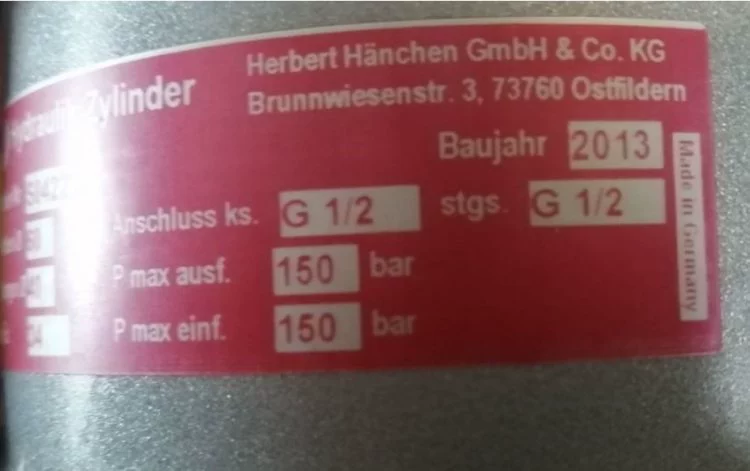 Herbert Hänchen GmbH & Co. KG
Hydraulik-Zylinder
Brunnwiesenstr. 3, 73760 Ostfildern
Baujahr 2013
Anschluss ks. G 1/2 stgs. G 1/2
P max ausf. 150 bar
P max einf. 150 bar
Made in Germany